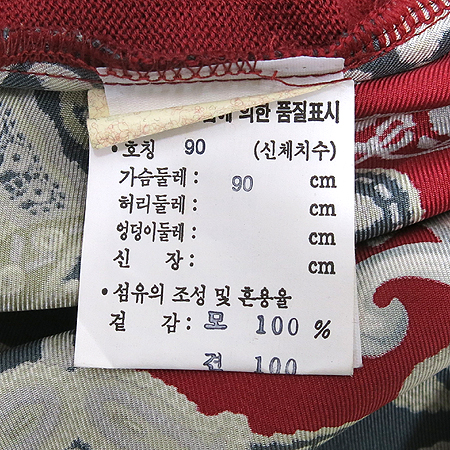 에 의한 품질표시
• 호칭 90 (신체치수)
가슴둘레 : 90 cm
허리둘레 : cm
엉덩이둘레 : cm
신 장 : cm
• 섬유의 조성 및 혼용율
겉 감 : 모 100 %
견 100